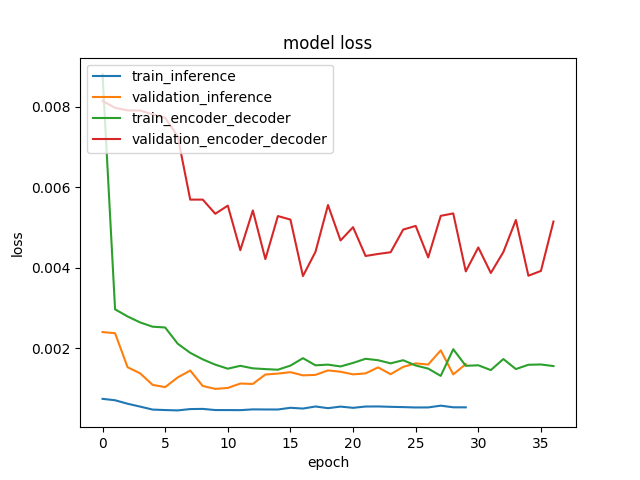 model loss
train_inference
validation_inference
train_encoder_decoder
validation_encoder_decoder
0.008
0.006
0.004
0.002
loss
0 5 10 15 20 25 30 35
epoch